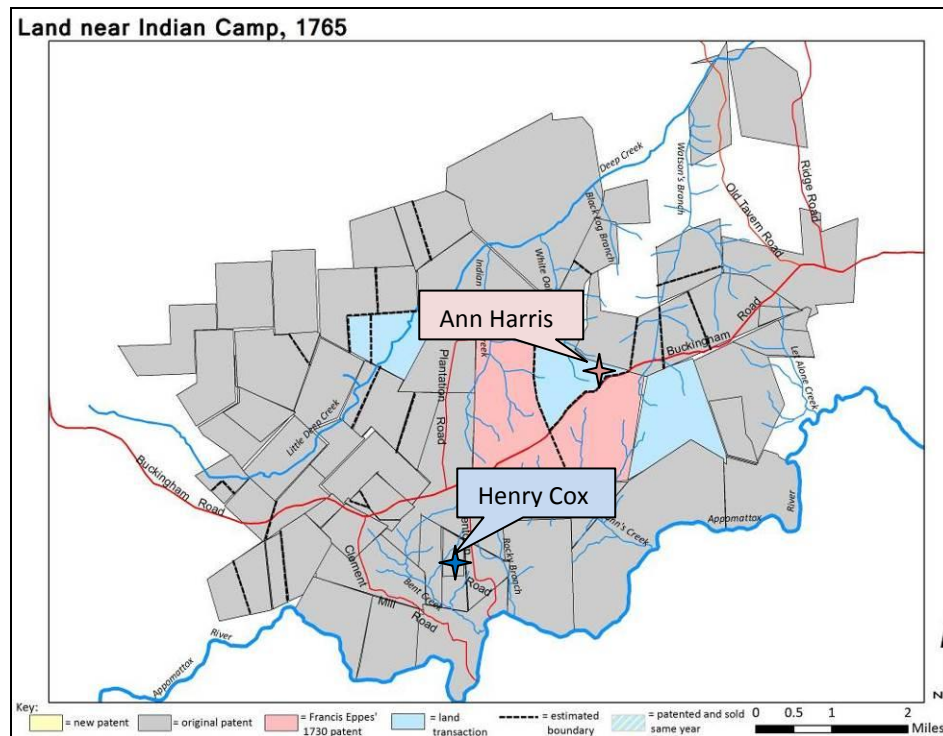 Land near Indian Camp, 1765
Deep Creek
Watson's Branch
Old Tavern Road
Ridge Road
Black Log Branch
White
Indian
Creek
Ann Harris
Buckingham
Road
Plantation
Road
Little Deep Creek
Let Alone Creek
Buckingham
Road
Henry Cox
Appomattox
River
Clement
Mill
Road
Bent Creek
Rocky Branch
Road
Appomattox
River
Key:
= new patent
= original patent
= Francis Eppes'
1730 patent
= land
transaction
= estimated
boundary
= patented and sold
same year
0 0.5 1 2
Miles